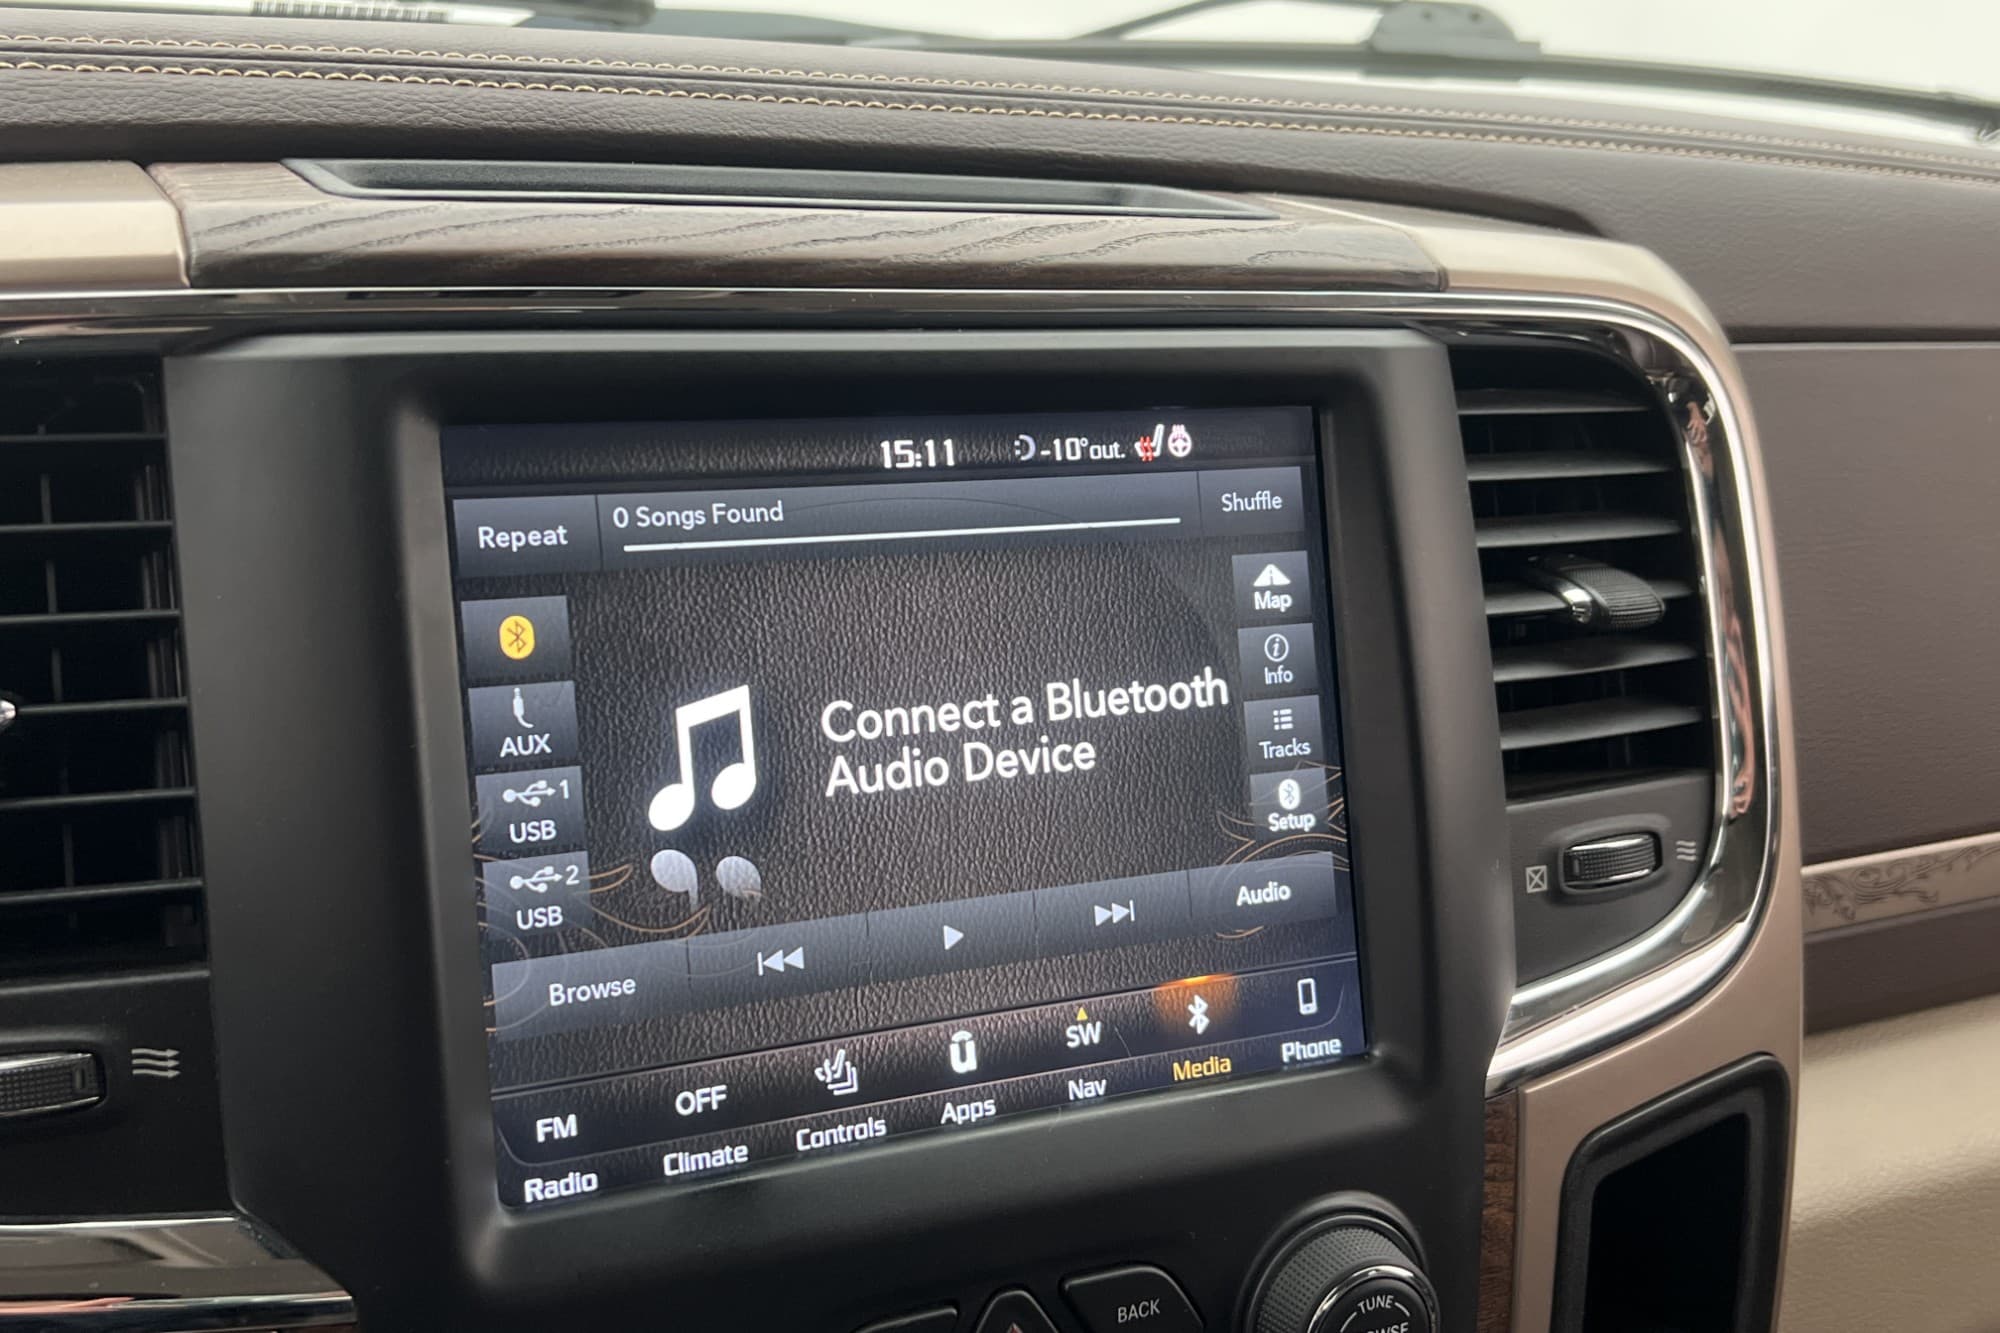 15:11
-10° out.
Repeat
0 Songs Found
Shuffle
Map
Info
Tracks
Setup
AUX
1
USB
2
USB
Connect a Bluetooth
Audio Device
Browse
Audio
FM
Radio
OFF
Climate
Controls
Apps
SW
Nav
Media
Phone
BACK
TUNE